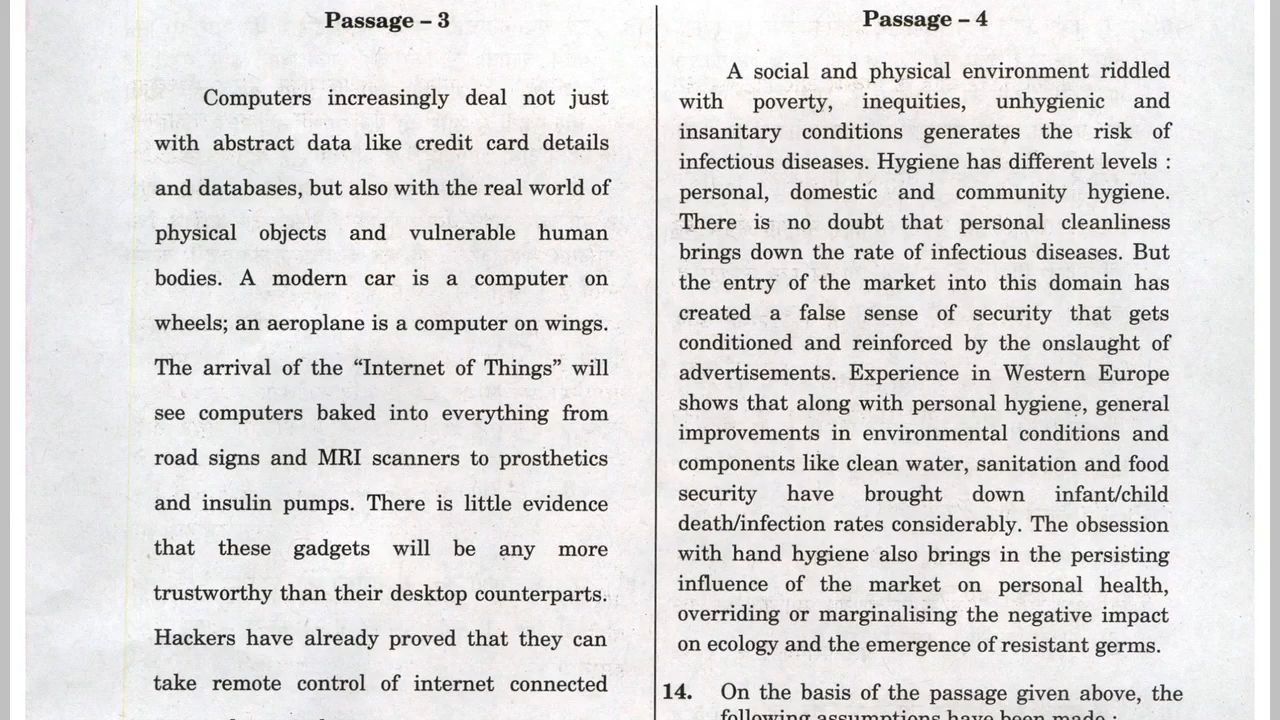 Passage – 3
Computers increasingly deal not just
with abstract data like credit card details
and databases, but also with the real world of
physical objects and vulnerable human
bodies. A modern car is a computer on
wheels; an aeroplane is a computer on wings.
The arrival of the “Internet of Things” will
see computers baked into everything from
road signs and MRI scanners to prosthetics
and insulin pumps. There is little evidence
that these gadgets will be any more
trustworthy than their desktop counterparts.
Hackers have already proved that they can
take remote control of internet connected
Passage – 4
A social and physical environment riddled
with poverty, inequities, unhygienic and
insanitary conditions generates the risk of
infectious diseases. Hygiene has different levels :
personal, domestic and community hygiene.
There is no doubt that personal cleanliness
brings down the rate of infectious diseases. But
the entry of the market into this domain has
created a false sense of security that gets
conditioned and reinforced by the onslaught of
advertisements. Experience in Western Europe
shows that along with personal hygiene, general
improvements in environmental conditions and
components like clean water, sanitation and food
security have brought down infant/child
death/infection rates considerably. The obsession
with hand hygiene also brings in the persisting
influence of the market on personal health,
overriding or marginalising the negative impact
on ecology and the emergence of resistant germs.
14. On the basis of the passage given above, the
following assumptions have been made :